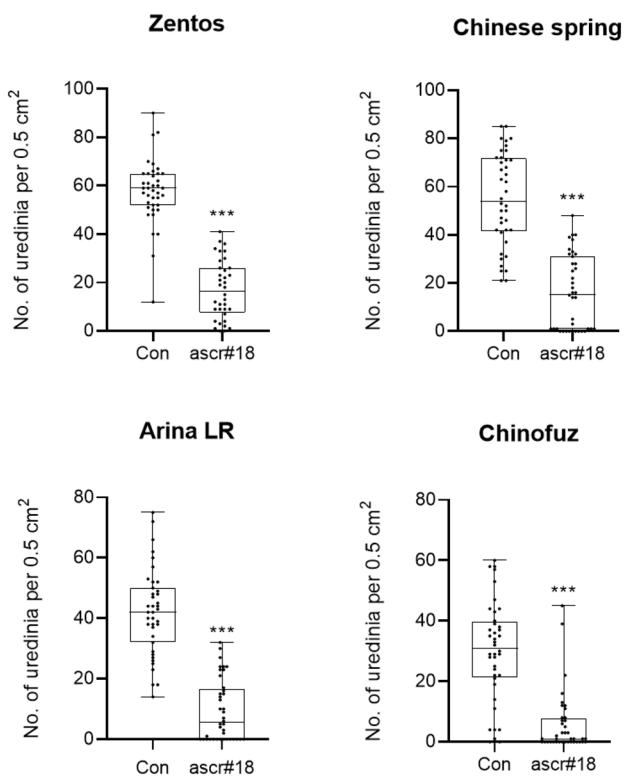 Zentos
No. of uredinia per 0.5 cm²
100
80
60
40
20
0
***
Con
ascr#18
Chinese spring
No. of uredinia per 0.5 cm²
100
80
60
40
20
0
***
Con
ascr#18
Arina LR
No. of uredinia per 0.5 cm²
80
60
40
20
0
***
Con
ascr#18
Chinofuz
No. of uredinia per 0.5 cm²
80
60
40
20
0
***
Con
ascr#18